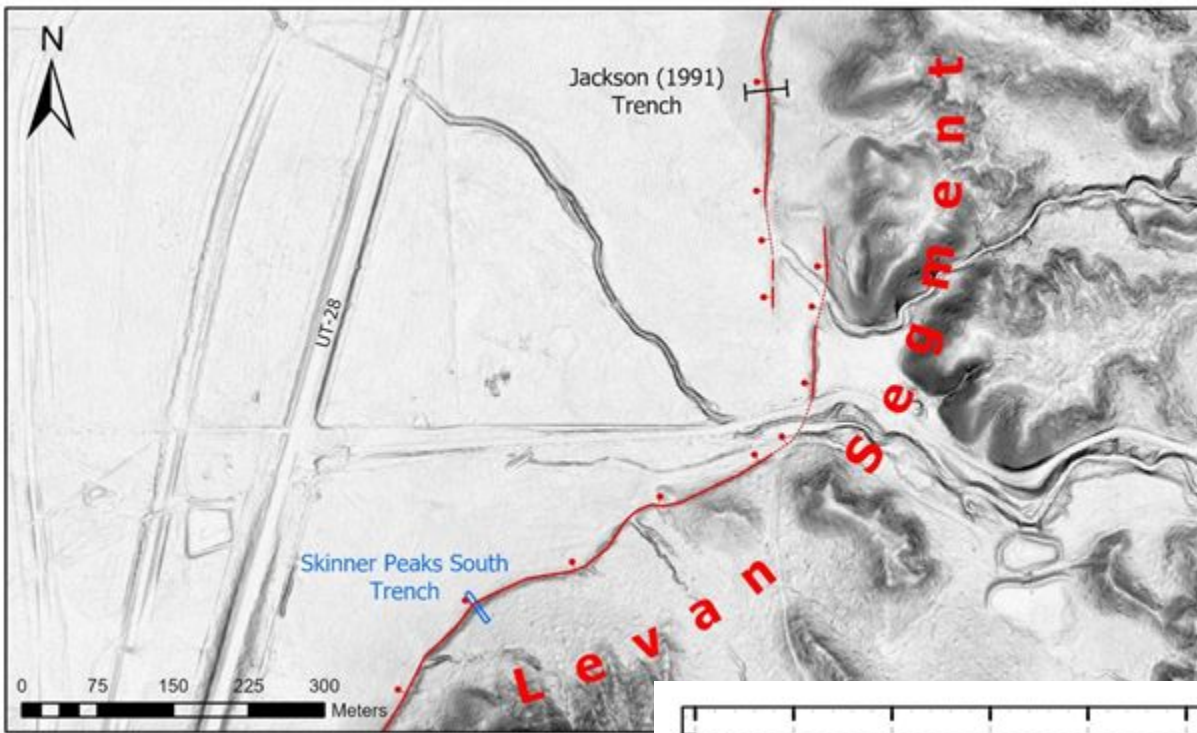 N
Jackson (1991)
Trench
UT-28
Skinner Peaks South
Trench
Levan Segment
0 75 150 225 300
Meters